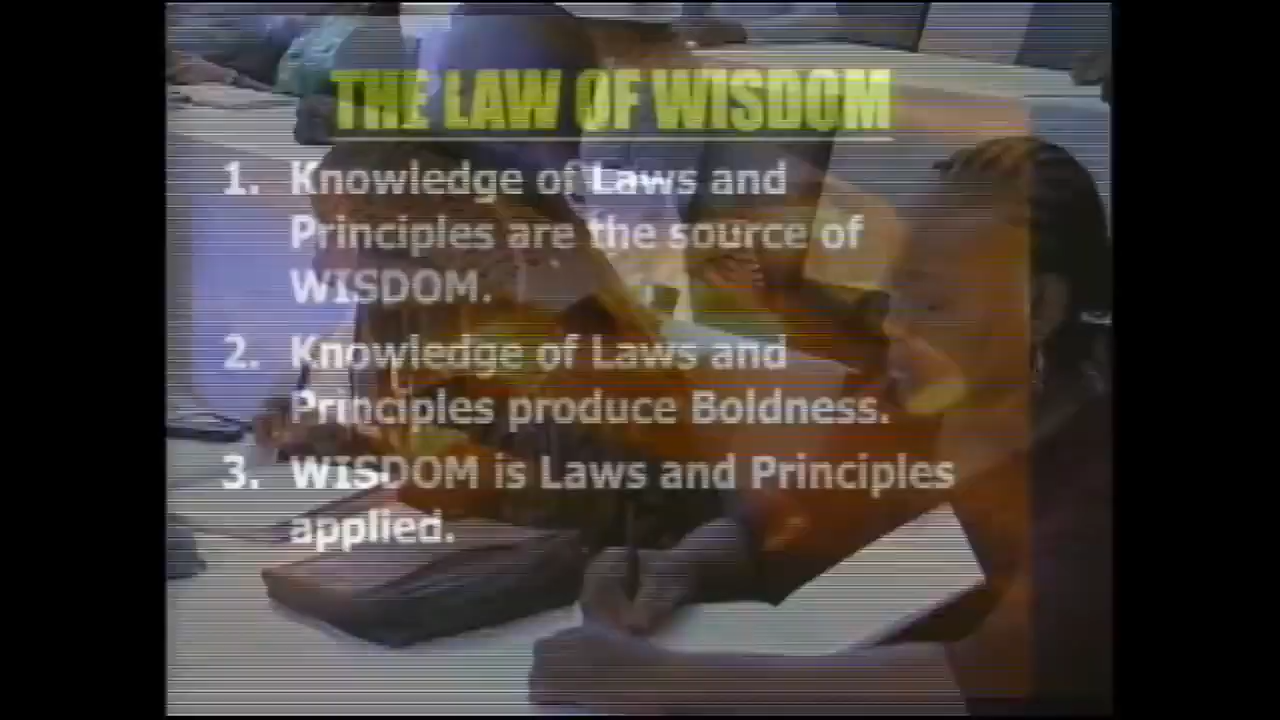 THE LAW OF WISDOM
1. Knowledge of Laws and
Principles are the source of
WISDOM.
2. Knowledge of Laws and
Principles produce Boldness.
3. WISDOM is Laws and Principles
applied.